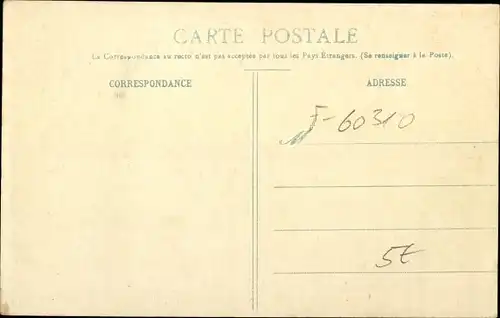 CARTE POSTALE
La Correspondance au recto n'est pas acceptée par tous les Pays Étrangers. (Se renseigner à la Poste).
CORRESPONDANCE
ADRESSE
F-60310
5t